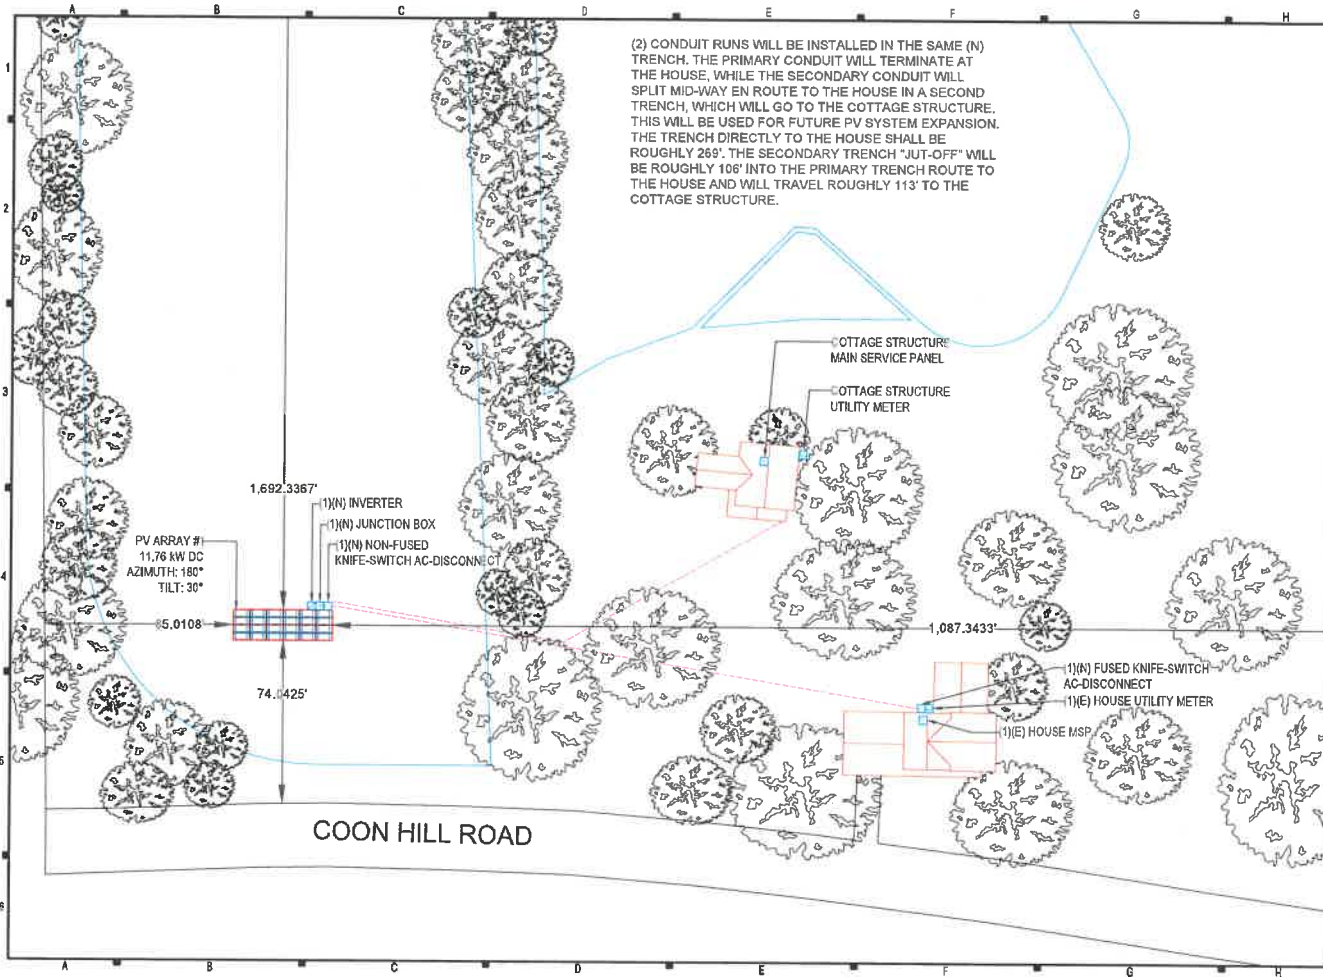 A B C D E F G H
(2) CONDUIT RUNS WILL BE INSTALLED IN THE SAME (N)
TRENCH. THE PRIMARY CONDUIT WILL TERMINATE AT
THE HOUSE, WHILE THE SECONDARY CONDUIT WILL
SPLIT MID-WAY EN ROUTE TO THE HOUSE IN A SECOND
TRENCH, WHICH WILL GO TO THE COTTAGE STRUCTURE.
THIS WILL BE USED FOR FUTURE PV SYSTEM EXPANSION.
THE TRENCH DIRECTLY TO THE HOUSE SHALL BE
ROUGHLY 269'. THE SECONDARY TRENCH "JUT-OFF" WILL
BE ROUGHLY 106' INTO THE PRIMARY TRENCH ROUTE TO
THE HOUSE AND WILL TRAVEL ROUGHLY 113' TO THE
COTTAGE STRUCTURE.
1
2
3
4
5
6
COTTAGE STRUCTURE
MAIN SERVICE PANEL
COTTAGE STRUCTURE
UTILITY METER
1,692.3367'
(1)(N) INVERTER
(1)(N) JUNCTION BOX
(1)(N) NON-FUSED
KNIFE-SWITCH AC-DISCONNECT
PV ARRAY #
11.76 kW DC
AZIMUTH: 180°
TILT: 30°
65.0108
1,087.3433'
74.0425'
1)(N) FUSED KNIFE-SWITCH
AC-DISCONNECT
1)(E) HOUSE UTILITY METER
(1)(E) HOUSE MSP
COON HILL ROAD
A B C D E F G H